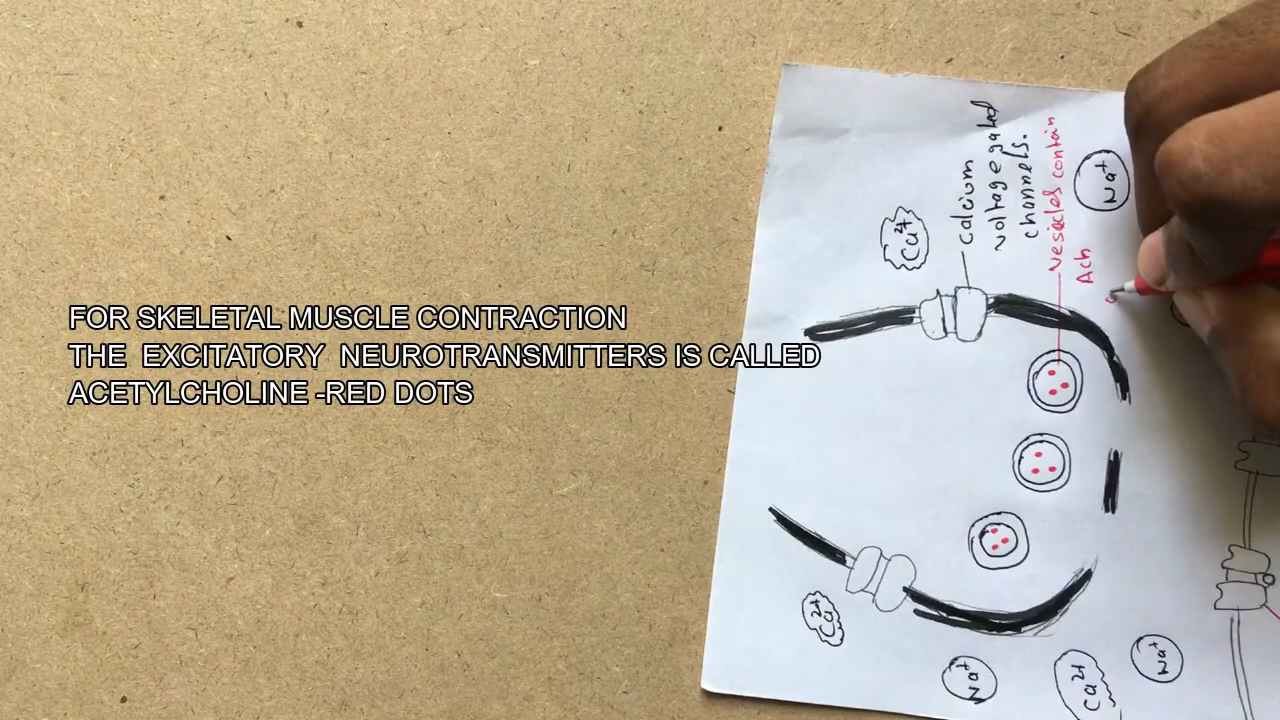 FOR SKELETAL MUSCLE CONTRACTION
THE EXCITATORY NEUROTRANSMITTERS IS CALLED
ACETYLCHOLINE -RED DOTS
Ca²⁺
calcium
voltage gated
channels.
vesicles contain
Ach
Na⁺
Ca²⁺
Na⁺
Ca²⁺
Na⁺